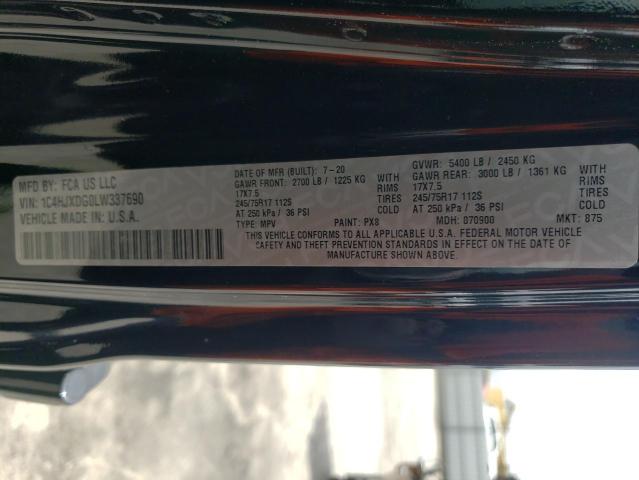 MFD BY: FCA US LLC
VIN: 1C4HJXDG0LW337690
VEHICLE MADE IN: U.S.A.
DATE OF MFR (BUILT): 7-20
GVWR: 5400 LB / 2450 KG
GAWR FRONT: 2700 LB / 1225 KG WITH GAWR REAR: 3000 LB / 1361 KG WITH
17X7.5 RIMS 17X7.5 RIMS
245/75R17 112S TIRES 245/75R17 112S TIRES
AT 250 kPa / 36 PSI COLD AT 250 kPa / 36 PSI COLD
TYPE: MPV PAINT: PX8 MDH: 070900 MKT: 875
THIS VEHICLE CONFORMS TO ALL APPLICABLE U.S.A. FEDERAL MOTOR VEHICLE
SAFETY AND THEFT PREVENTION STANDARDS IN EFFECT ON THE DATE OF
MANUFACTURE SHOWN ABOVE.